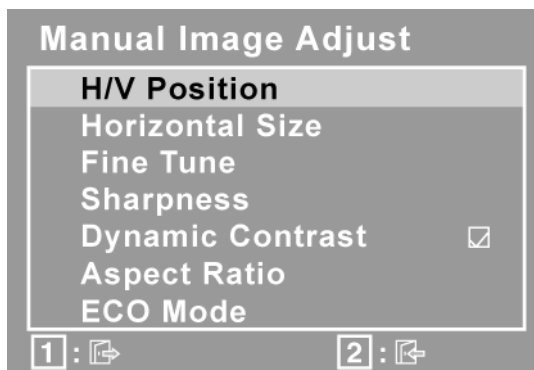 Manual Image Adjust
H/V Position
Horizontal Size
Fine Tune
Sharpness
Dynamic Contrast
Aspect Ratio
ECO Mode
1 : 2 :